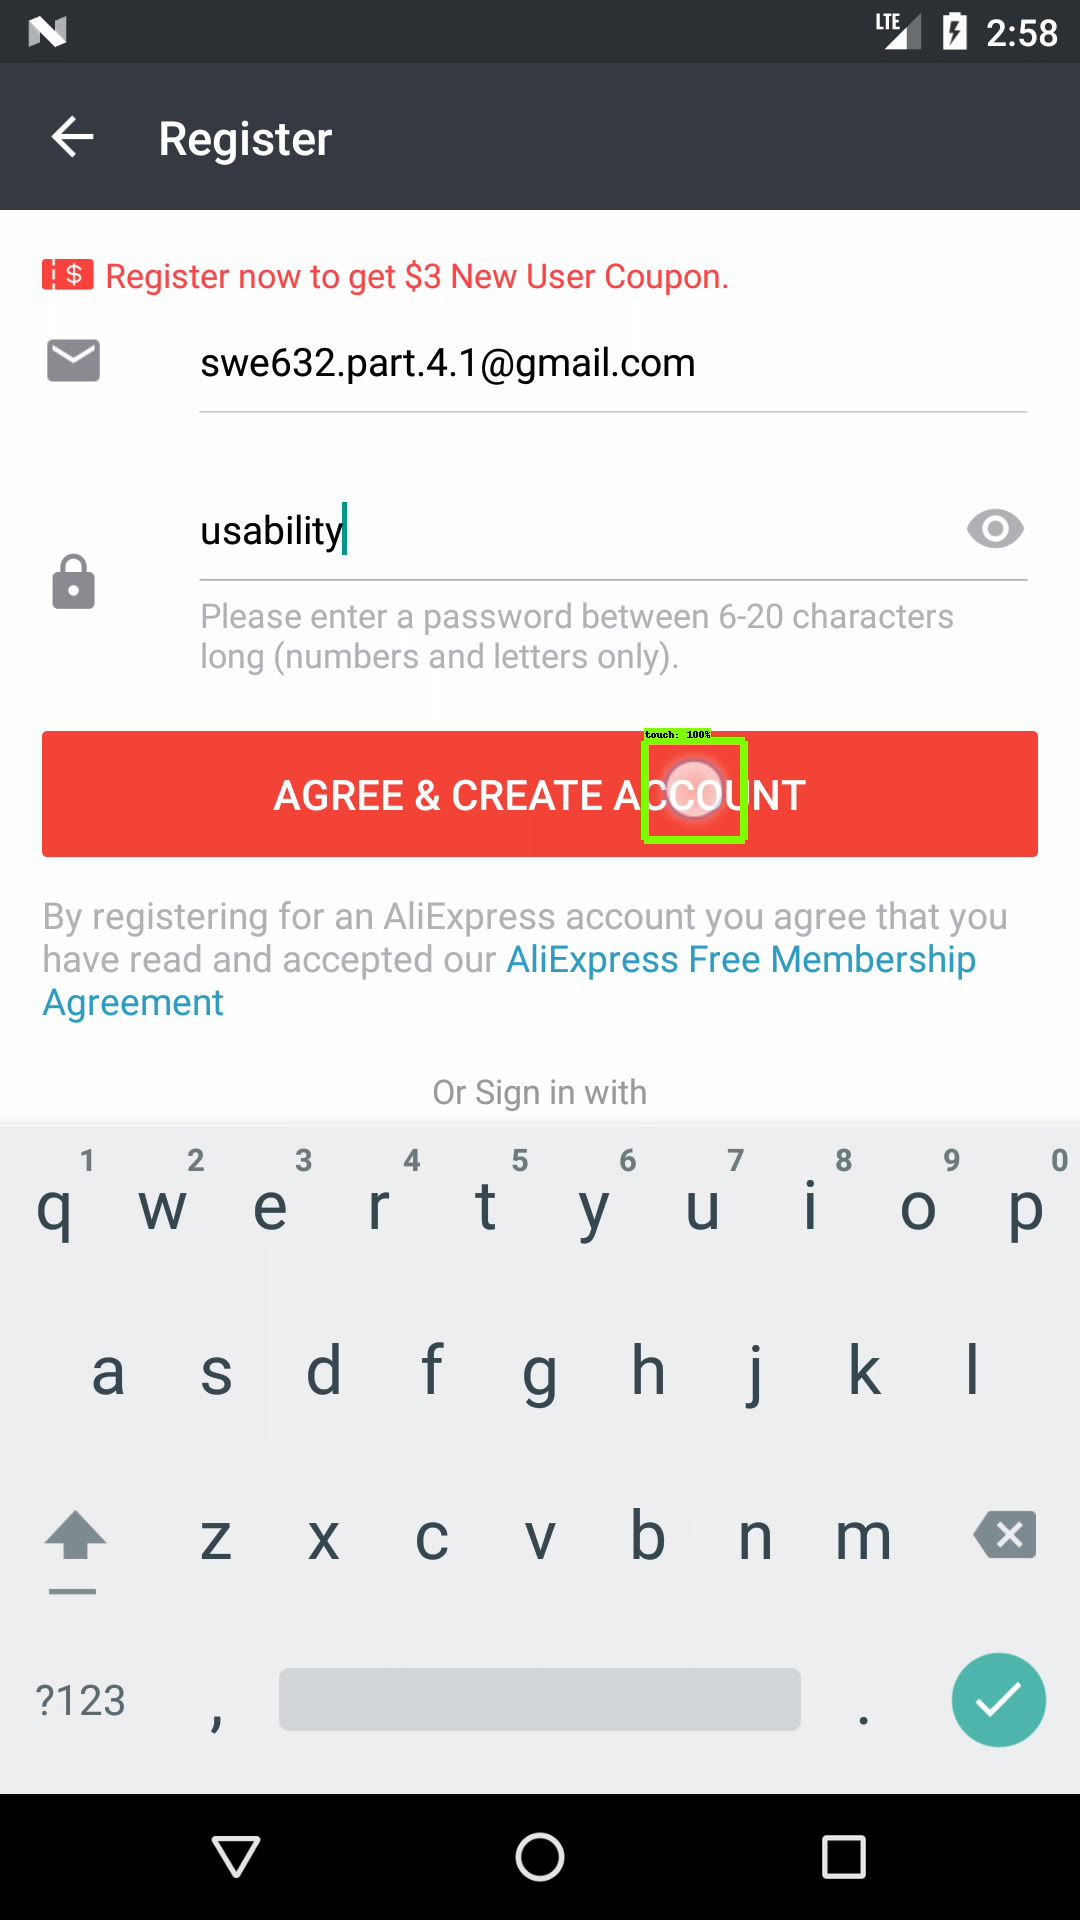 LTE 2:58
Register
$ Register now to get $3 New User Coupon.
swe632.part.4.1@gmail.com
usability
Please enter a password between 6-20 characters
long (numbers and letters only).
touch: 100%
AGREE & CREATE ACCOUNT
By registering for an AliExpress account you agree that you
have read and accepted our AliExpress Free Membership
Agreement
Or Sign in with
1 2 3 4 5 6 7 8 9 0
q w e r t y u i o p
a s d f g h j k l
z x c v b n m
?123 , .